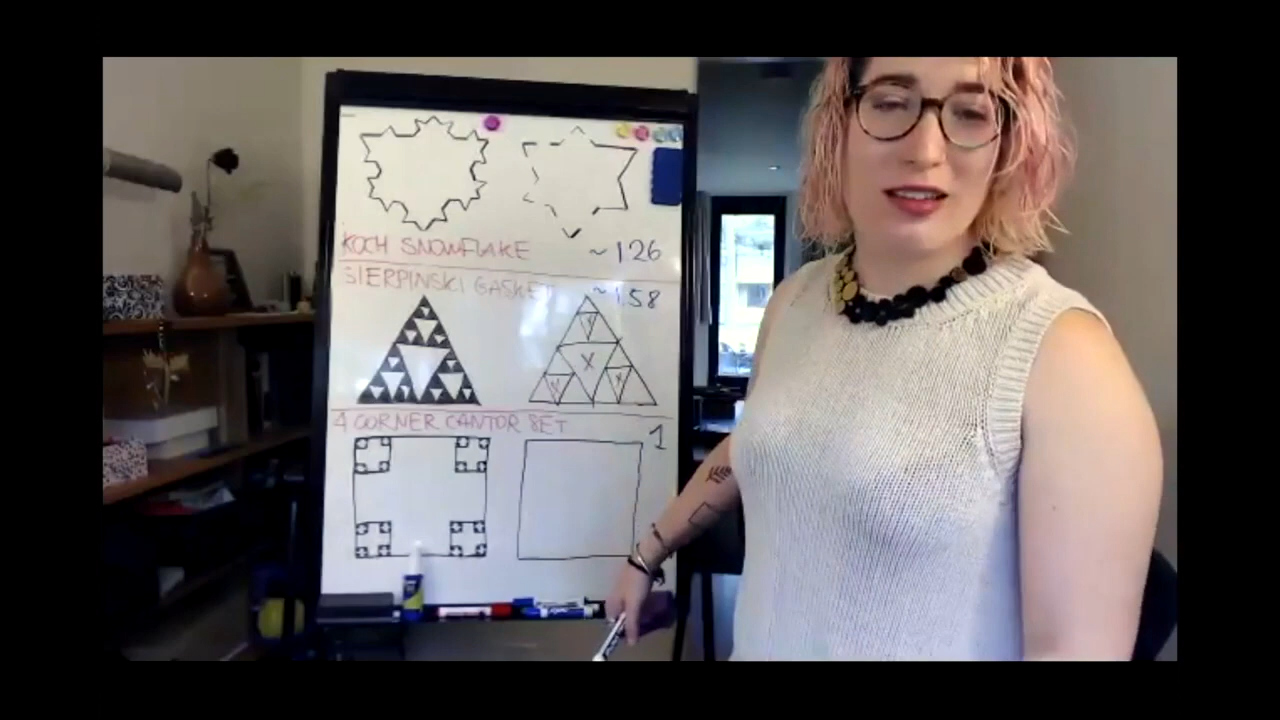 KOCH SNOWFLAKE ~1.26
SIERPINSKI GASKET ~1.58
X
4 CORNER CANTOR SET 1